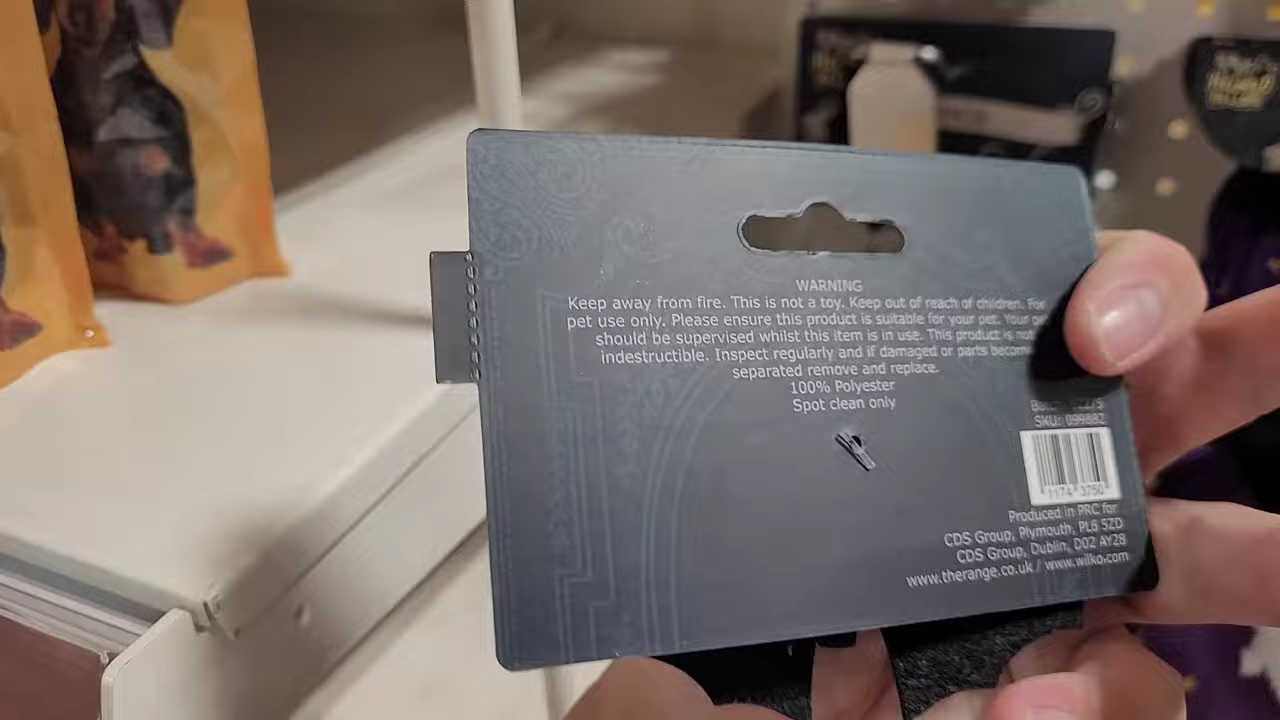 WARNING
Keep away from fire. This is not a toy. Keep out of reach of children. For
pet use only. Please ensure this product is suitable for your pet. Your pe
should be supervised whilst this item is in use. This product is not
indestructible. Inspect regularly and if damaged or parts become
separated remove and replace.
100% Polyester
Spot clean only
SKU: 099892
1174 3750
Produced in PRC for
CDS Group, Plymouth, PL6 5ZD
CDS Group, Dublin, D02 AY28
www.therange.co.uk / www.wilko.com